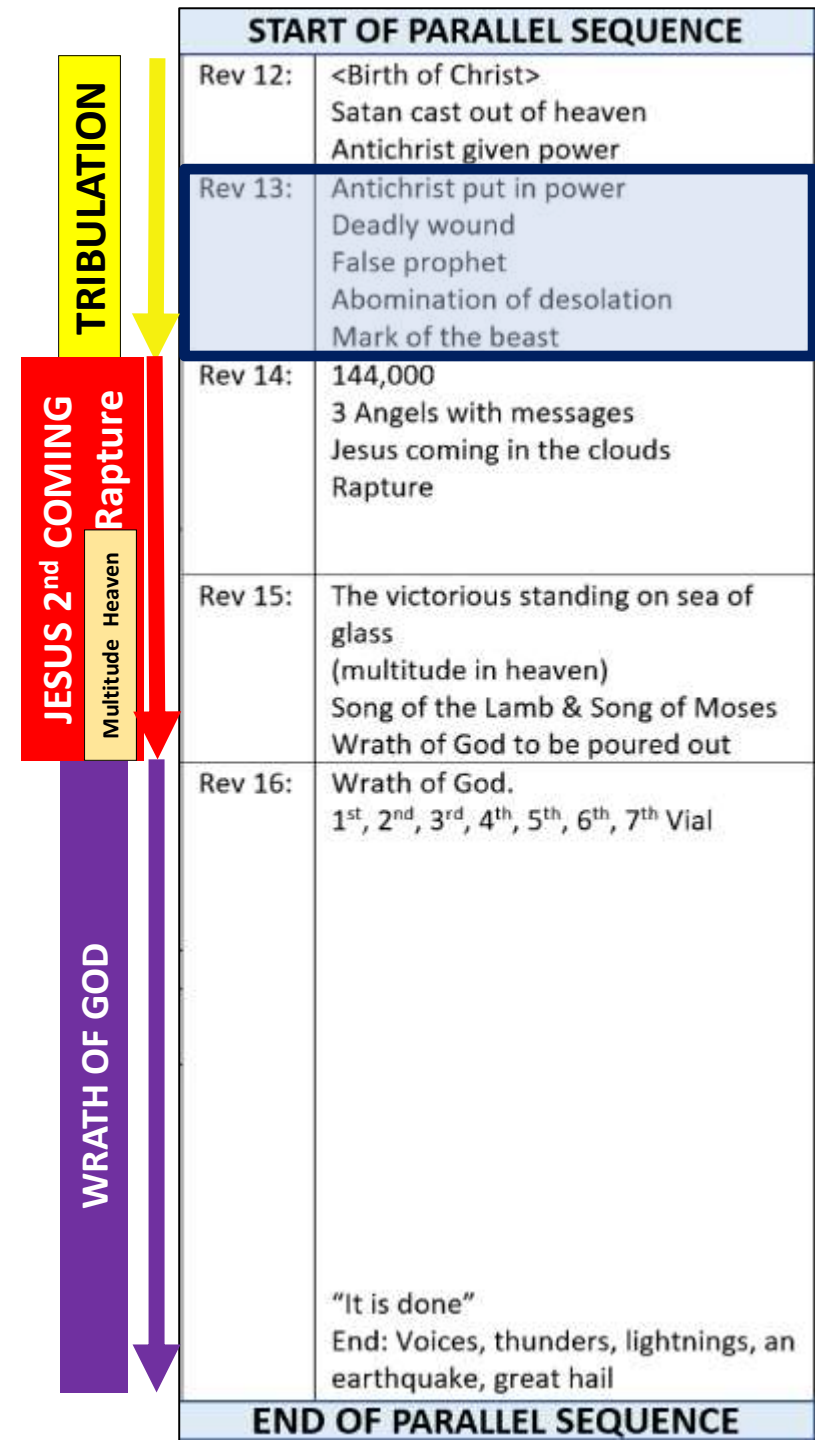 START OF PARALLEL SEQUENCE
TRIBULATION
Rev 12:
<Birth of Christ>
Satan cast out of heaven
Antichrist given power
Rev 13:
Antichrist put in power
Deadly wound
False prophet
Abomination of desolation
Mark of the beast
JESUS 2nd COMING
Rapture
Multitude Heaven
Rev 14:
144,000
3 Angels with messages
Jesus coming in the clouds
Rapture
Rev 15:
The victorious standing on sea of
glass
(multitude in heaven)
Song of the Lamb & Song of Moses
Wrath of God to be poured out
WRATH OF GOD
Rev 16:
Wrath of God.
1st, 2nd, 3rd, 4th, 5th, 6th, 7th Vial
“It is done”
End: Voices, thunders, lightnings, an
earthquake, great hail
END OF PARALLEL SEQUENCE